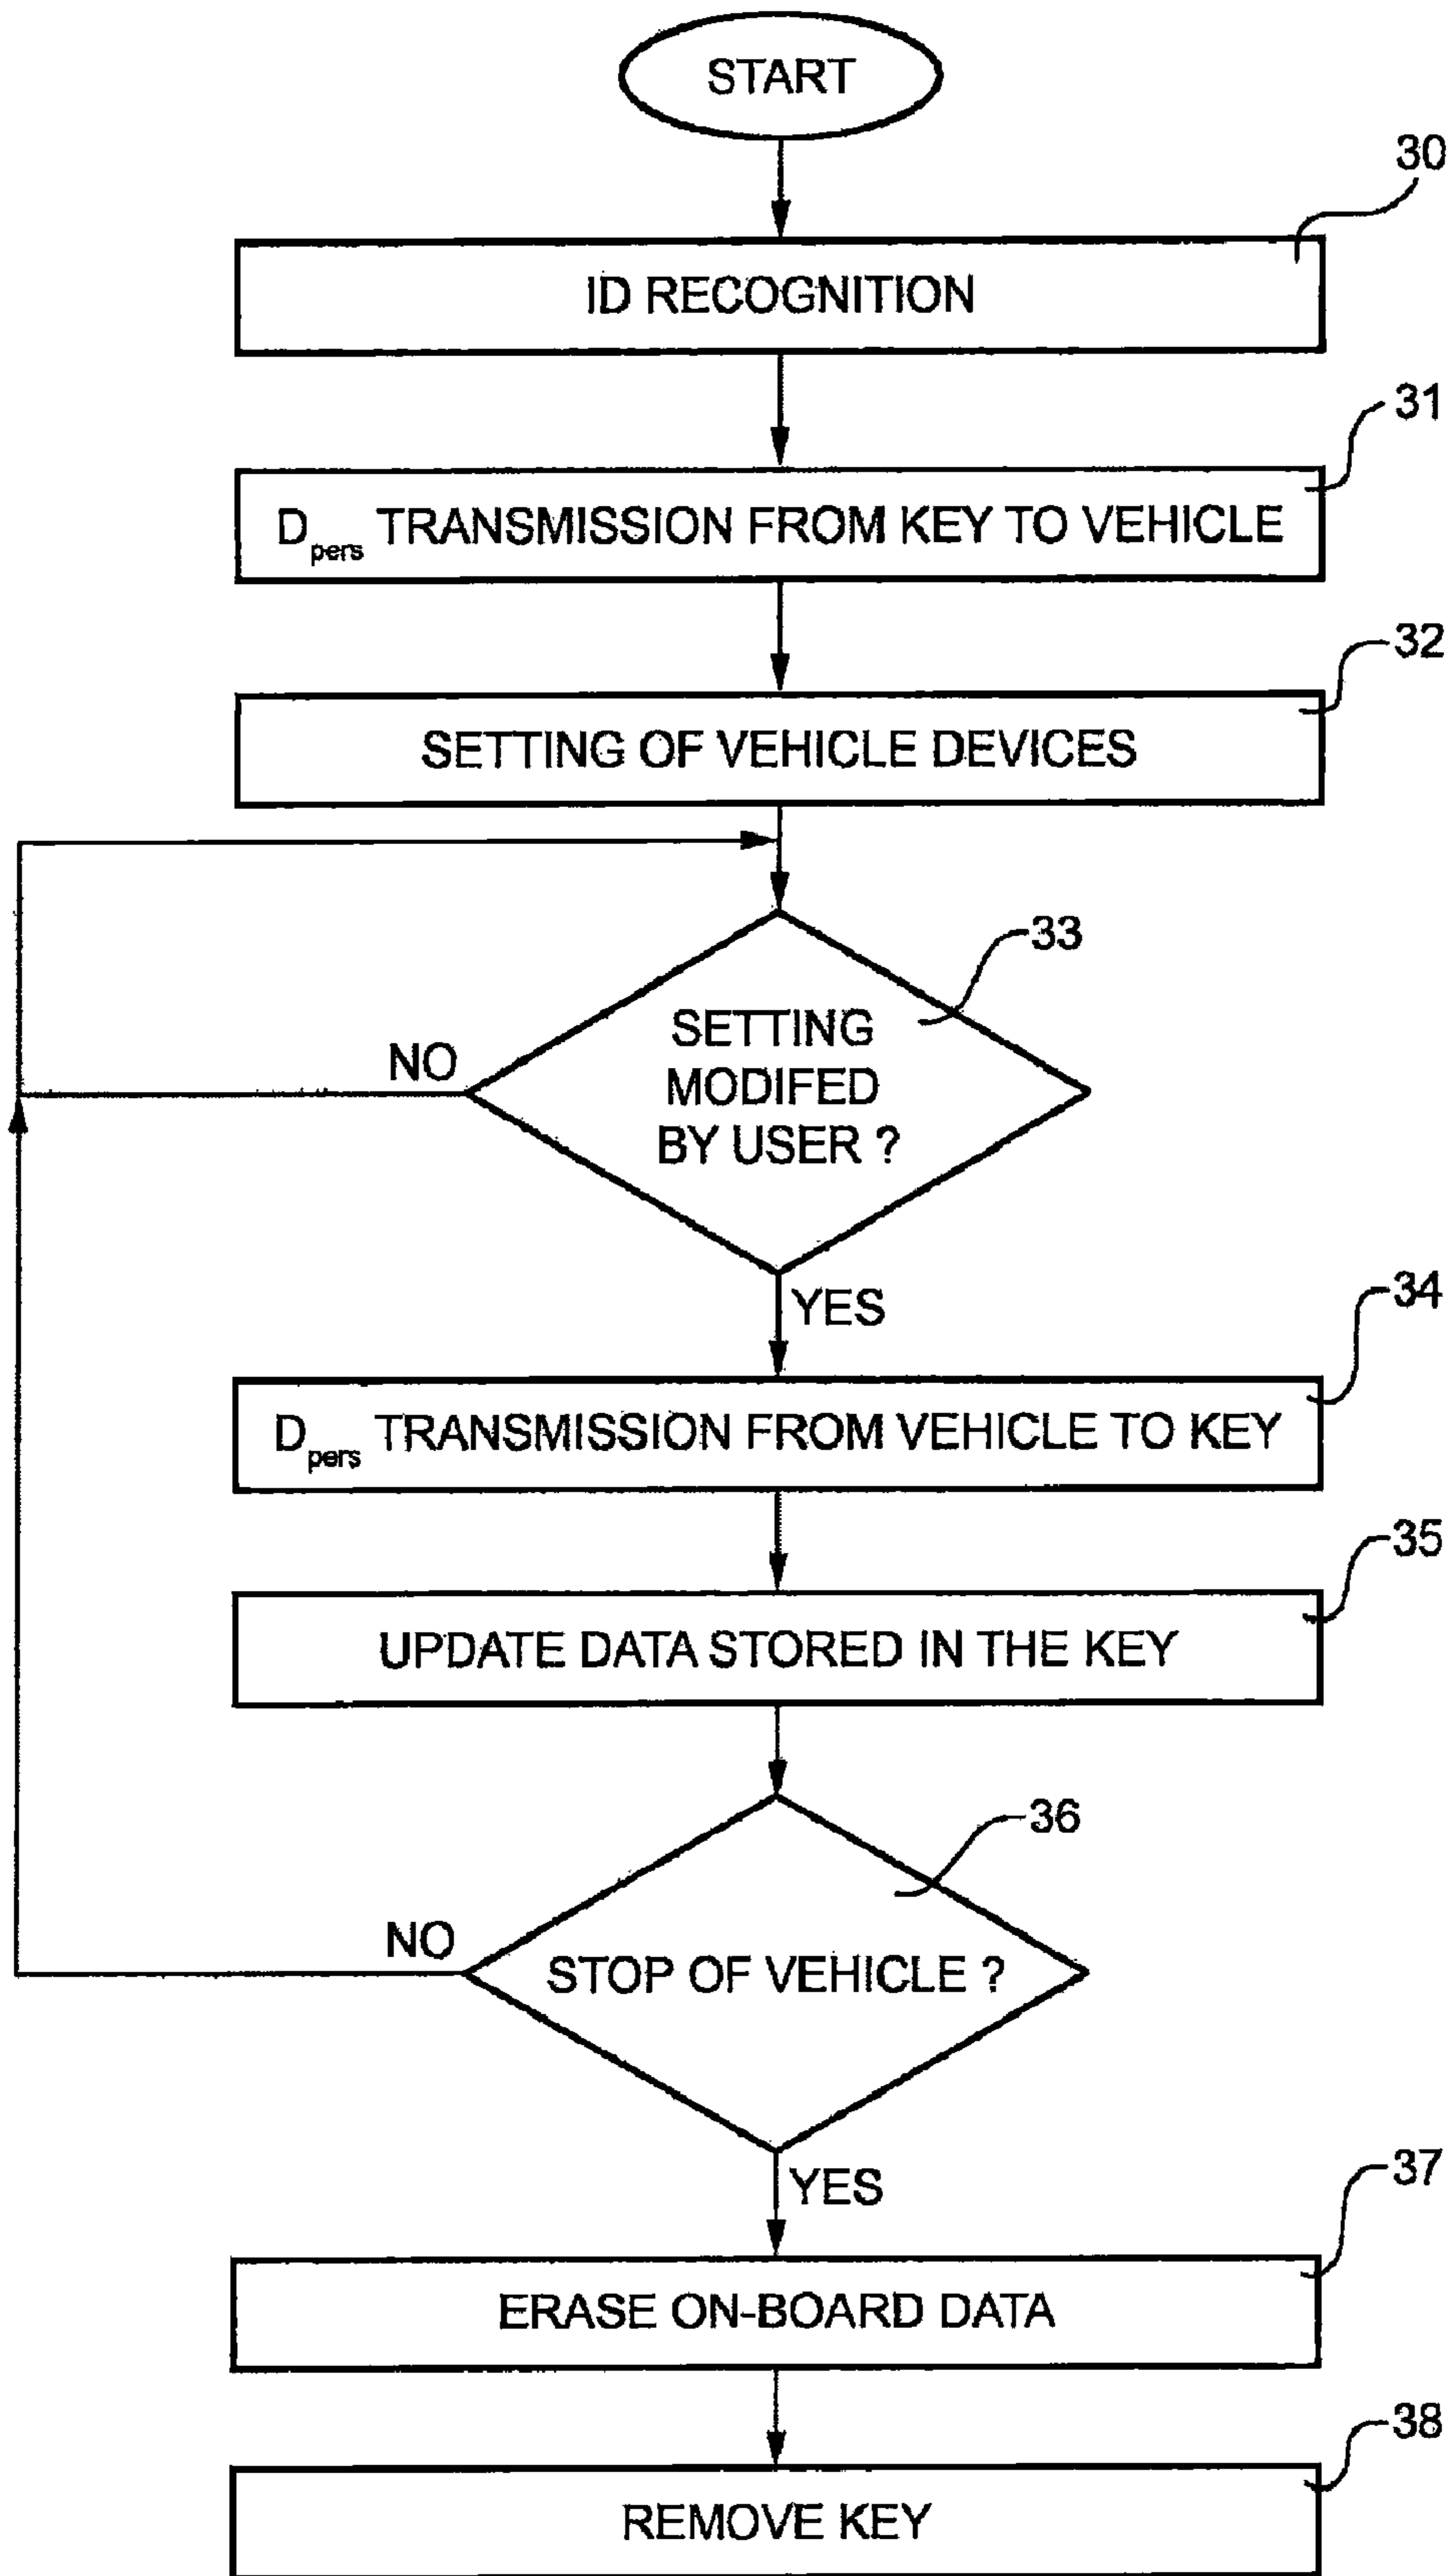 START
30
ID RECOGNITION
31
Dpers TRANSMISSION FROM KEY TO VEHICLE
32
SETTING OF VEHICLE DEVICES
33
SETTING
MODIFED
BY USER ?
NO
YES
34
Dpers TRANSMISSION FROM VEHICLE TO KEY
35
UPDATE DATA STORED IN THE KEY
36
STOP OF VEHICLE ?
NO
YES
37
ERASE ON-BOARD DATA
38
REMOVE KEY